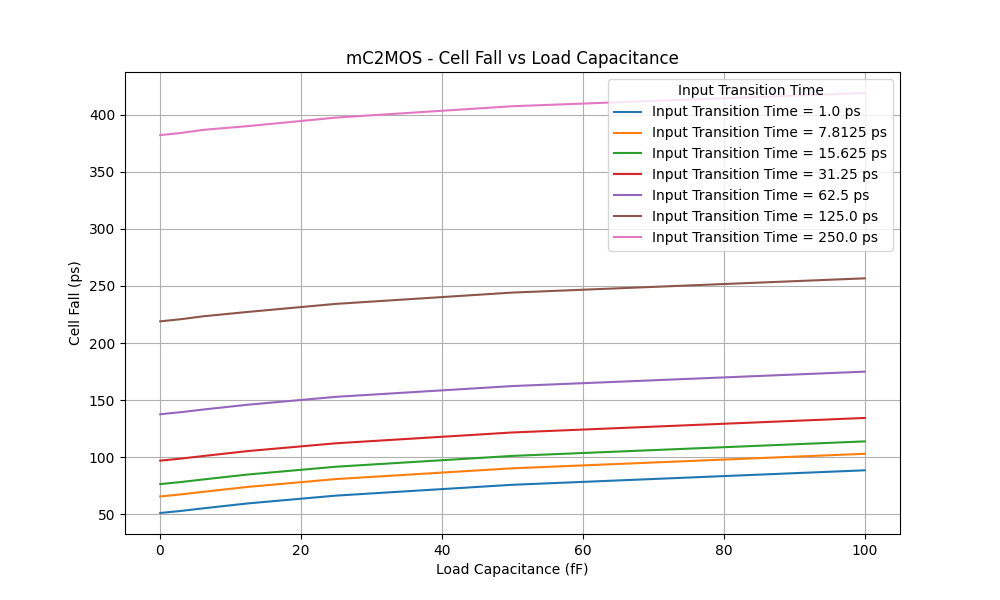 mC2MOS - Cell Fall vs Load Capacitance
Input Transition Time
Input Transition Time = 1.0 ps
Input Transition Time = 7.8125 ps
Input Transition Time = 15.625 ps
Input Transition Time = 31.25 ps
Input Transition Time = 62.5 ps
Input Transition Time = 125.0 ps
Input Transition Time = 250.0 ps
Cell Fall (ps)
400
350
300
250
200
150
100
50
0 20 40 60 80 100
Load Capacitance (fF)